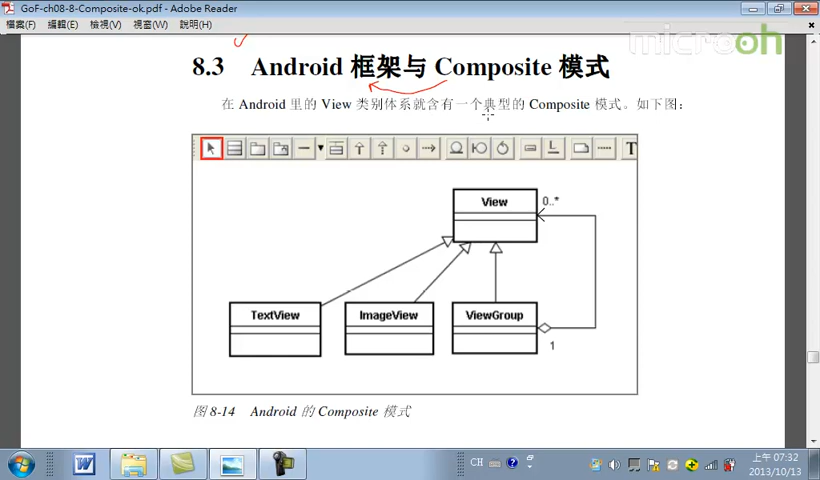 GoF-ch08-8-Composite-ok.pdf - Adobe Reader
檔案(F) 編輯(E) 檢視(V) 視窗(W) 說明(H)
microoh
8.3 Android 框架与 Composite 模式
在 Android 里的 View 类别体系就含有一个典型的 Composite 模式。如下图：
T
View
0..*
TextView
ImageView
ViewGroup
1
图 8-14 Android 的 Composite 模式
CH
上午 07:32
2013/10/13